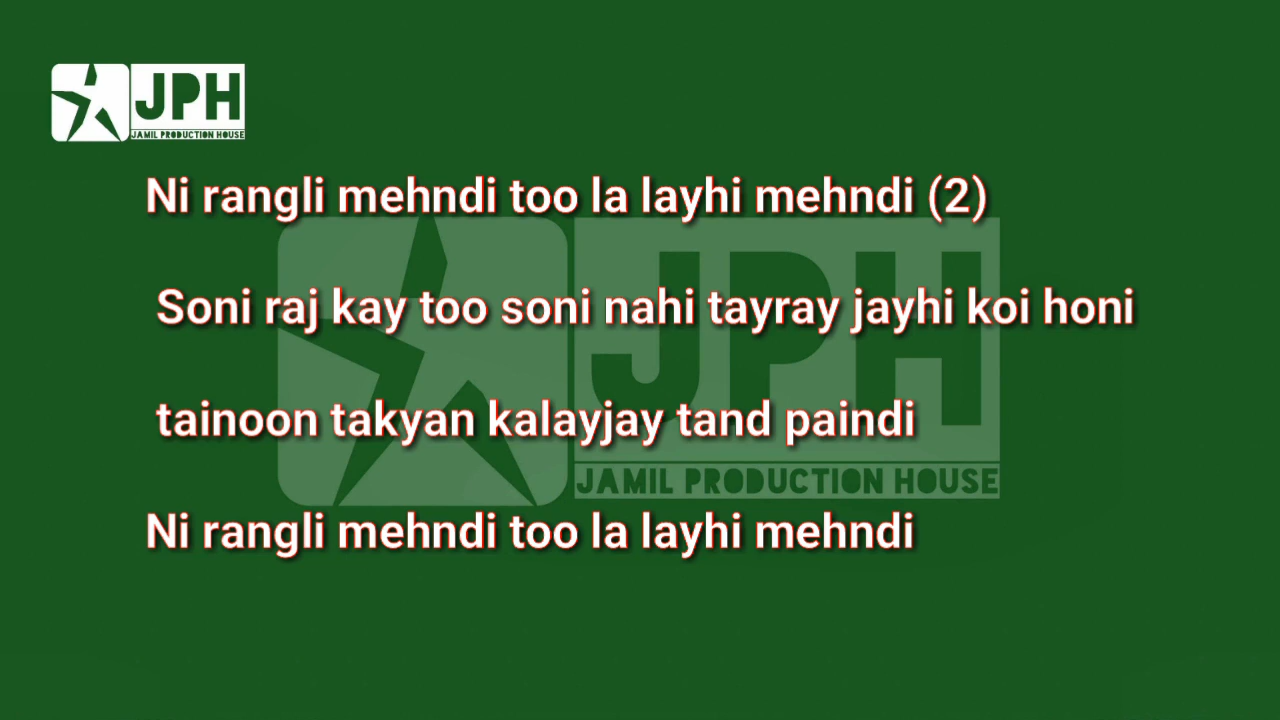 JPH
JAMIL PRODUCTION HOUSE
Ni rangli mehndi too la layhi mehndi (2)
Soni raj kay too soni nahi tayray jayhi koi honi
JPH
tainoon takyan kalayjay tand paindi
JAMIL PRODUCTION HOUSE
Ni rangli mehndi too la layhi mehndi